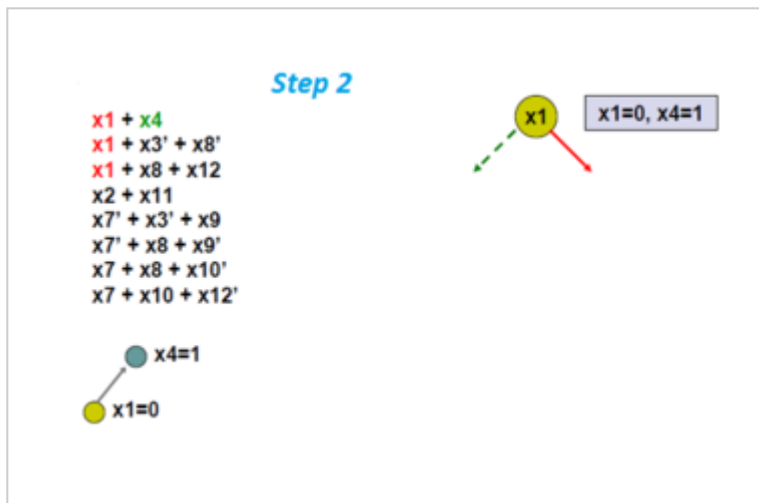 Step 2
x1 + x4
x1 + x3’ + x8’
x1 + x8 + x12
x2 + x11
x7’ + x3’ + x9
x7’ + x8 + x9’
x7 + x8 + x10’
x7 + x10 + x12’
x4=1
x1=0
x1
x1=0, x4=1